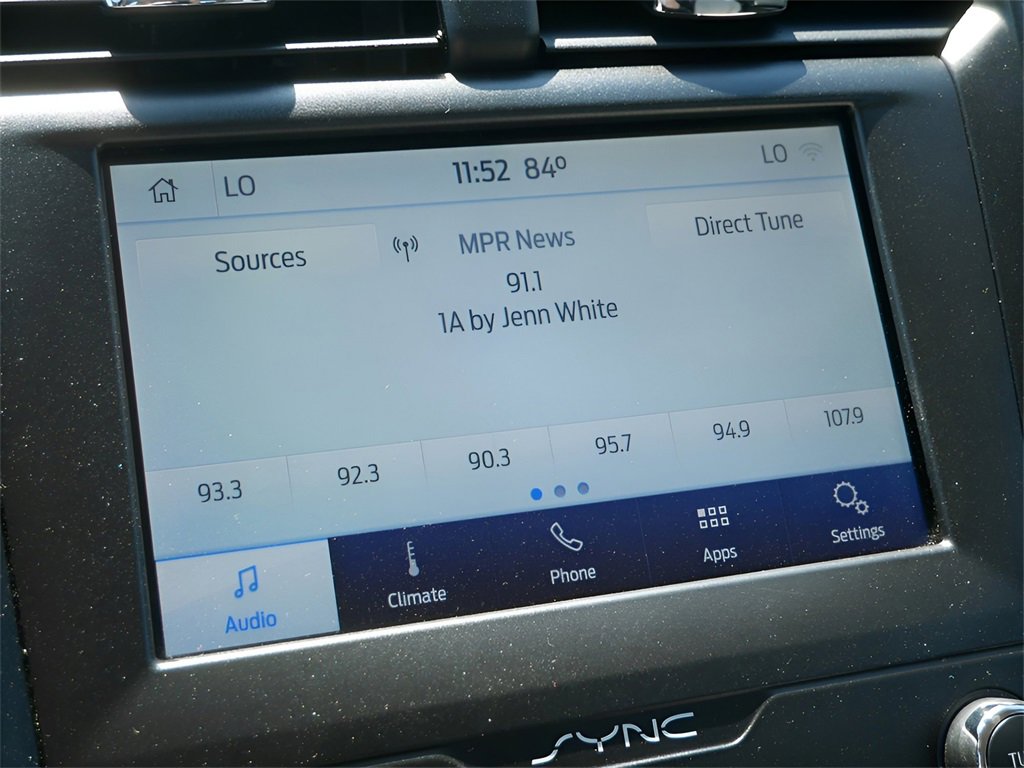 LO 11:52 84° LO
Sources MPR News Direct Tune
91.1
1A by Jenn White
93.3 92.3 90.3 95.7 94.9 107.9
Audio Climate Phone Apps Settings
SYNC